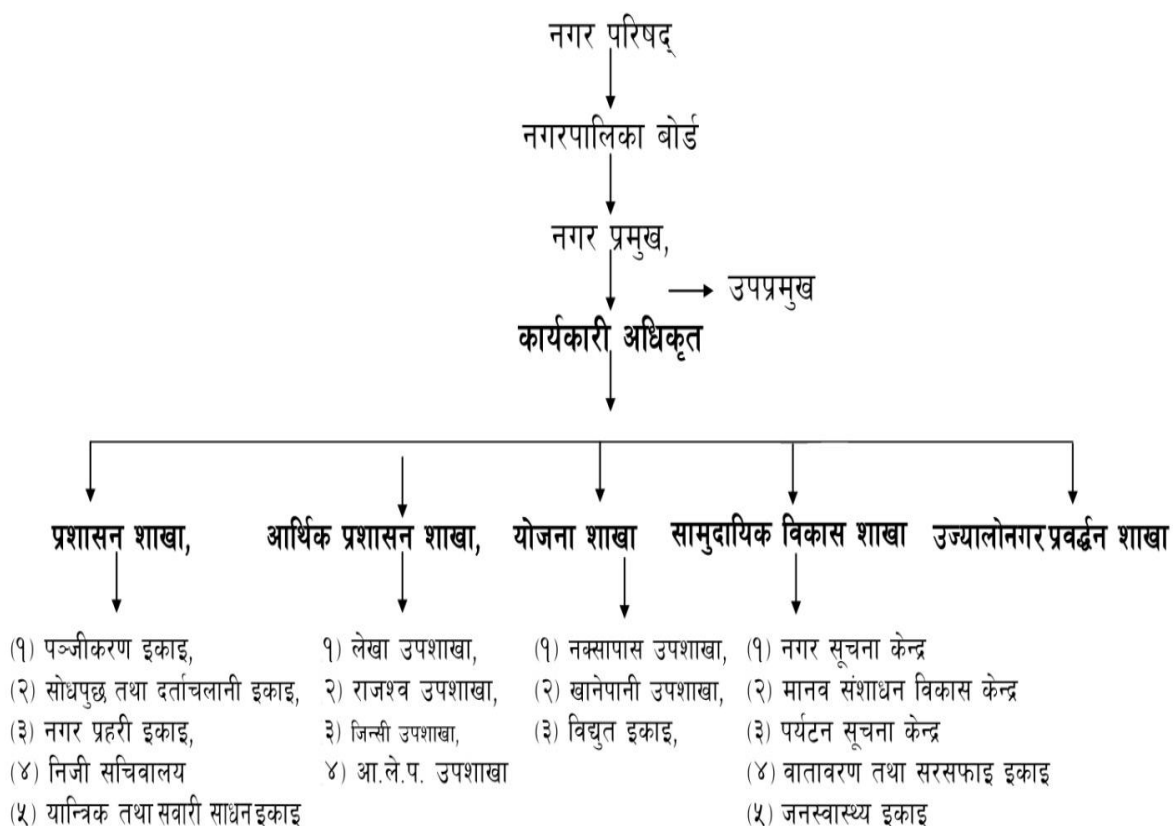 नगर परिषद्
नगरपालिका बोर्ड
नगर प्रमुख,
उपप्रमुख
कार्यकारी अधिकृत
प्रशासन शाखा,
(१) पञ्जीकरण इकाइ,
(२) सोधपुछ तथा दर्ताचलानी इकाइ,
(३) नगर प्रहरी इकाइ,
(४) निजी सचिवालय
(५) यान्त्रिक तथा सवारी साधन इकाइ
आर्थिक प्रशासन शाखा,
१) लेखा उपशाखा,
२) राजश्व उपशाखा,
३) जिन्सी उपशाखा,
४) आ.ले.प. उपशाखा
योजना शाखा
(१) नक्सापास उपशाखा,
(२) खानेपानी उपशाखा,
(३) विद्युत इकाइ,
सामुदायिक विकास शाखा
(१) नगर सूचना केन्द्र
(२) मानव संशाधन विकास केन्द्र
(३) पर्यटन सूचना केन्द्र
(४) वातावरण तथा सरसफाइ इकाइ
(५) जनस्वास्थ्य इकाइ
उज्यालोनगर प्रवर्द्धन शाखा